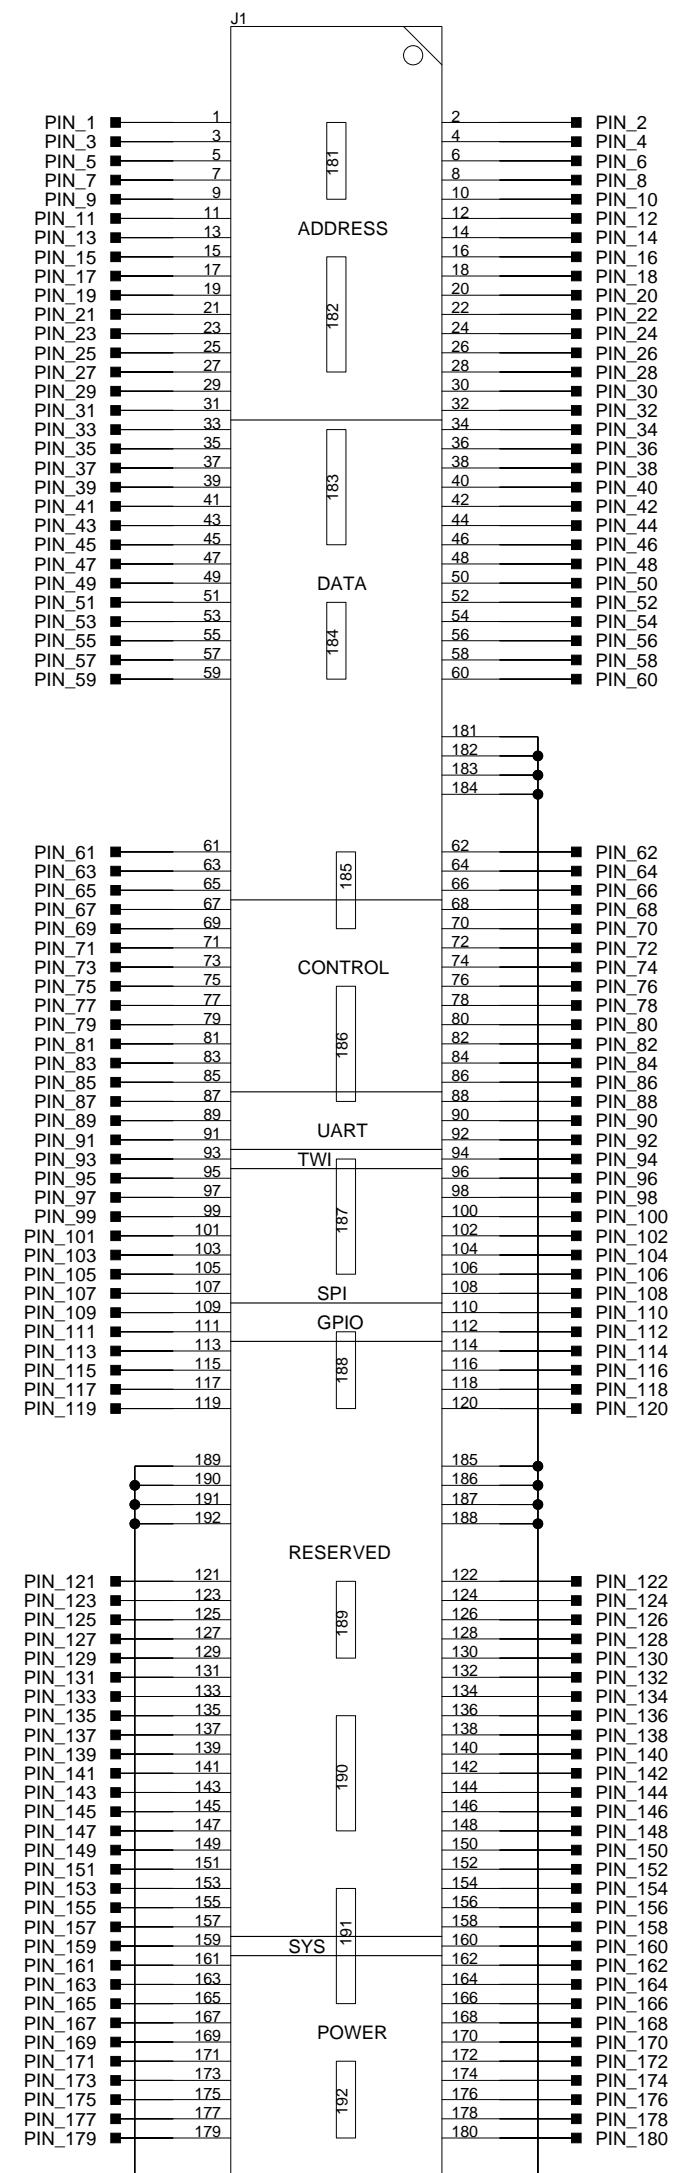 J1
PIN_1 1 2 PIN_2
PIN_3 3 4 PIN_4
181
PIN_5 5 6 PIN_6
PIN_7 7 8 PIN_8
PIN_9 9 10 PIN_10
PIN_11 11 12 PIN_12
ADDRESS
PIN_13 13 14 PIN_14
PIN_15 15 16 PIN_16
PIN_17 17 18 PIN_18
PIN_19 19 20 PIN_20
PIN_21 21 182 22 PIN_22
PIN_23 23 24 PIN_24
PIN_25 25 26 PIN_26
PIN_27 27 28 PIN_28
PIN_29 29 30 PIN_30
PIN_31 31 32 PIN_32
PIN_33 33 34 PIN_34
PIN_35 35 36 PIN_36
PIN_37 37 38 PIN_38
PIN_39 39 183 40 PIN_40
PIN_41 41 42 PIN_42
PIN_43 43 44 PIN_44
PIN_45 45 46 PIN_46
PIN_47 47 48 PIN_48
PIN_49 49 DATA 50 PIN_50
PIN_51 51 52 PIN_52
PIN_53 53 54 PIN_54
PIN_55 55 184 56 PIN_56
PIN_57 57 58 PIN_58
PIN_59 59 60 PIN_60
181
182
183
184
PIN_61 61 62 PIN_62
PIN_63 63 185 64 PIN_64
PIN_65 65 66 PIN_66
PIN_67 67 68 PIN_68
PIN_69 69 70 PIN_70
PIN_71 71 72 PIN_72
PIN_73 73 CONTROL 74 PIN_74
PIN_75 75 76 PIN_76
PIN_77 77 78 PIN_78
PIN_79 79 80 PIN_80
PIN_81 81 186 82 PIN_82
PIN_83 83 84 PIN_84
PIN_85 85 86 PIN_86
PIN_87 87 88 PIN_88
PIN_89 89 90 PIN_90
PIN_91 91 UART 92 PIN_92
PIN_93 93 TWI 94 PIN_94
PIN_95 95 96 PIN_96
PIN_97 97 98 PIN_98
PIN_99 99 187 100 PIN_100
PIN_101 101 102 PIN_102
PIN_103 103 104 PIN_104
PIN_105 105 106 PIN_106
PIN_107 107 SPI 108 PIN_108
PIN_109 109 110 PIN_110
GPIO
PIN_111 111 112 PIN_112
PIN_113 113 114 PIN_114
PIN_115 115 188 116 PIN_116
PIN_117 117 118 PIN_118
PIN_119 119 120 PIN_120
189 185
190 186
191 187
192 188
RESERVED
PIN_121 121 122 PIN_122
PIN_123 123 124 PIN_124
PIN_125 125 189 126 PIN_126
PIN_127 127 128 PIN_128
PIN_129 129 130 PIN_130
PIN_131 131 132 PIN_132
PIN_133 133 134 PIN_134
PIN_135 135 136 PIN_136
PIN_137 137 138 PIN_138
PIN_139 139 190 140 PIN_140
PIN_141 141 142 PIN_142
PIN_143 143 144 PIN_144
PIN_145 145 146 PIN_146
PIN_147 147 148 PIN_148
PIN_149 149 150 PIN_150
PIN_151 151 152 PIN_152
PIN_153 153 154 PIN_154
PIN_155 155 156 PIN_156
PIN_157 157 191 158 PIN_158
PIN_159 159 SYS 160 PIN_160
PIN_161 161 162 PIN_162
PIN_163 163 164 PIN_164
PIN_165 165 166 PIN_166
PIN_167 167 168 PIN_168
POWER
PIN_169 169 170 PIN_170
PIN_171 171 172 PIN_172
PIN_173 173 174 PIN_174
PIN_175 175 192 176 PIN_176
PIN_177 177 178 PIN_178
PIN_179 179 180 PIN_180